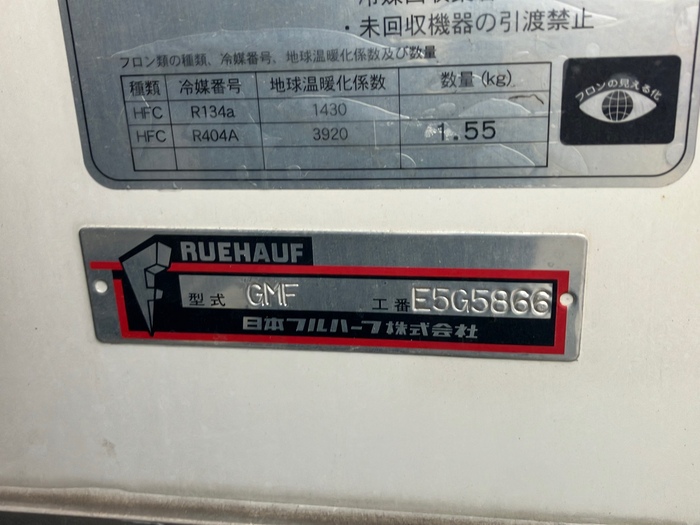 ・未回収機器の引渡禁止
フロン類の種類、冷媒番号、地球温暖化係数及び数量
種類 冷媒番号 地球温暖化係数 数量(kg)
HFC R134a 1430
HFC R404A 3920 1.55
フロンの見える化
FRUEHAUF
型式 GMF 工番 E5G5866
日本フルハーフ株式会社